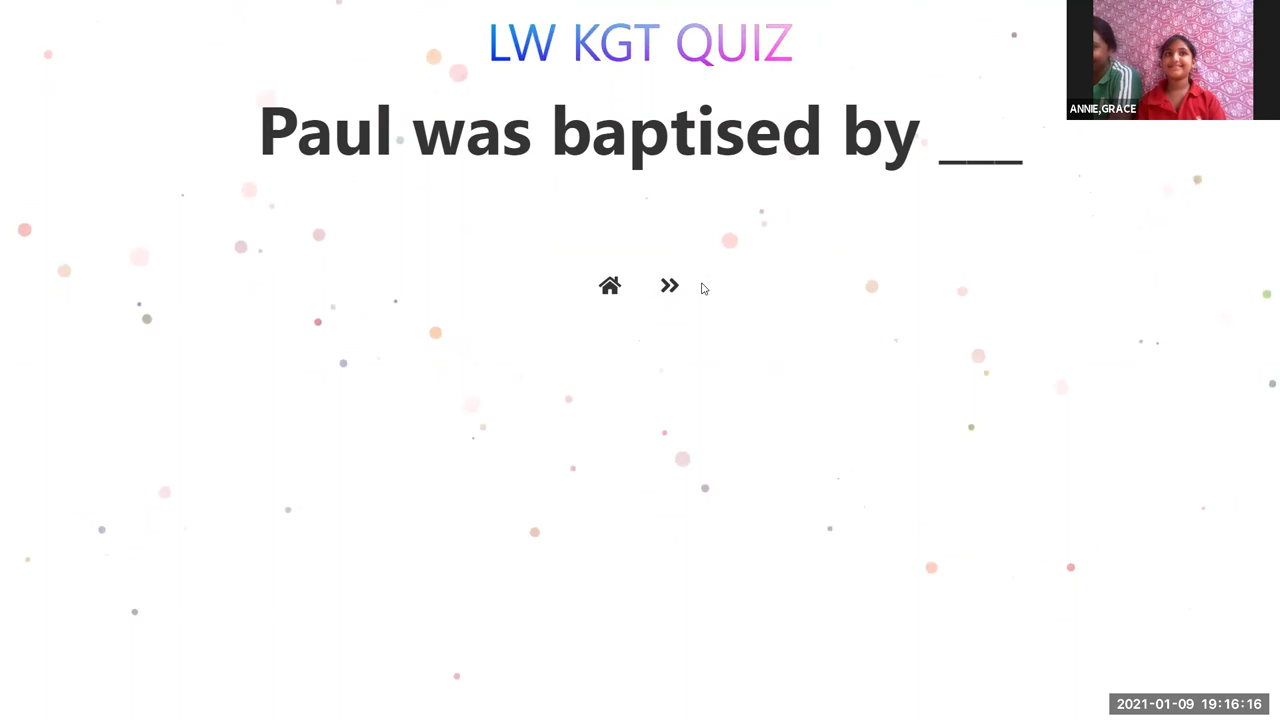 LW KGT QUIZ
Paul was baptised by ___
ANNIE,GRACE
2021-01-09 19:16:16